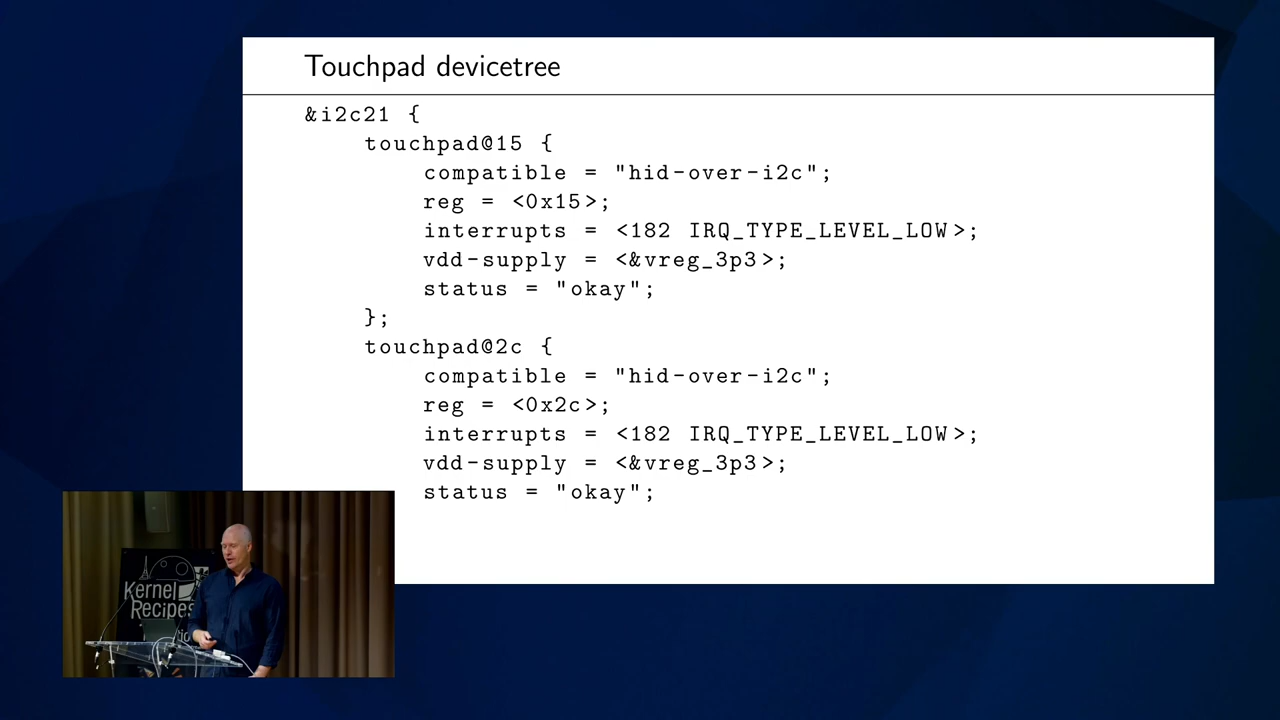 Touchpad devicetree
&i2c21 {
touchpad@15 {
compatible = "hid-over-i2c";
reg = <0x15>;
interrupts = <182 IRQ_TYPE_LEVEL_LOW>;
vdd-supply = <&vreg_3p3>;
status = "okay";
};
touchpad@2c {
compatible = "hid-over-i2c";
reg = <0x2c>;
interrupts = <182 IRQ_TYPE_LEVEL_LOW>;
vdd-supply = <&vreg_3p3>;
status = "okay";
Kernel
Recipes